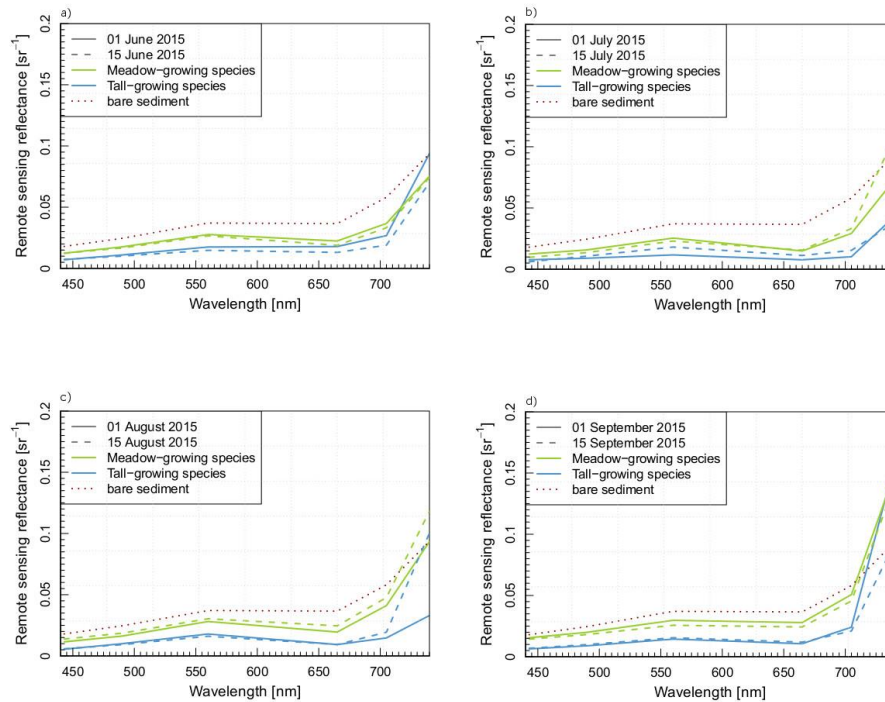 a)
01 June 2015
15 June 2015
Meadow−growing species
Tall−growing species
bare sediment
Remote sensing reflectance [sr−1]
0 0.05 0.1 0.15 0.2
450 500 550 600 650 700
Wavelength [nm]
b)
01 July 2015
15 July 2015
Meadow−growing species
Tall−growing species
bare sediment
Remote sensing reflectance [sr−1]
0 0.05 0.1 0.15 0.2
450 500 550 600 650 700
Wavelength [nm]
c)
01 August 2015
15 August 2015
Meadow−growing species
Tall−growing species
bare sediment
Remote sensing reflectance [sr−1]
0 0.05 0.1 0.15 0.2
450 500 550 600 650 700
Wavelength [nm]
d)
01 September 2015
15 September 2015
Meadow−growing species
Tall−growing species
bare sediment
Remote sensing reflectance [sr−1]
0 0.05 0.1 0.15 0.2
450 500 550 600 650 700
Wavelength [nm]